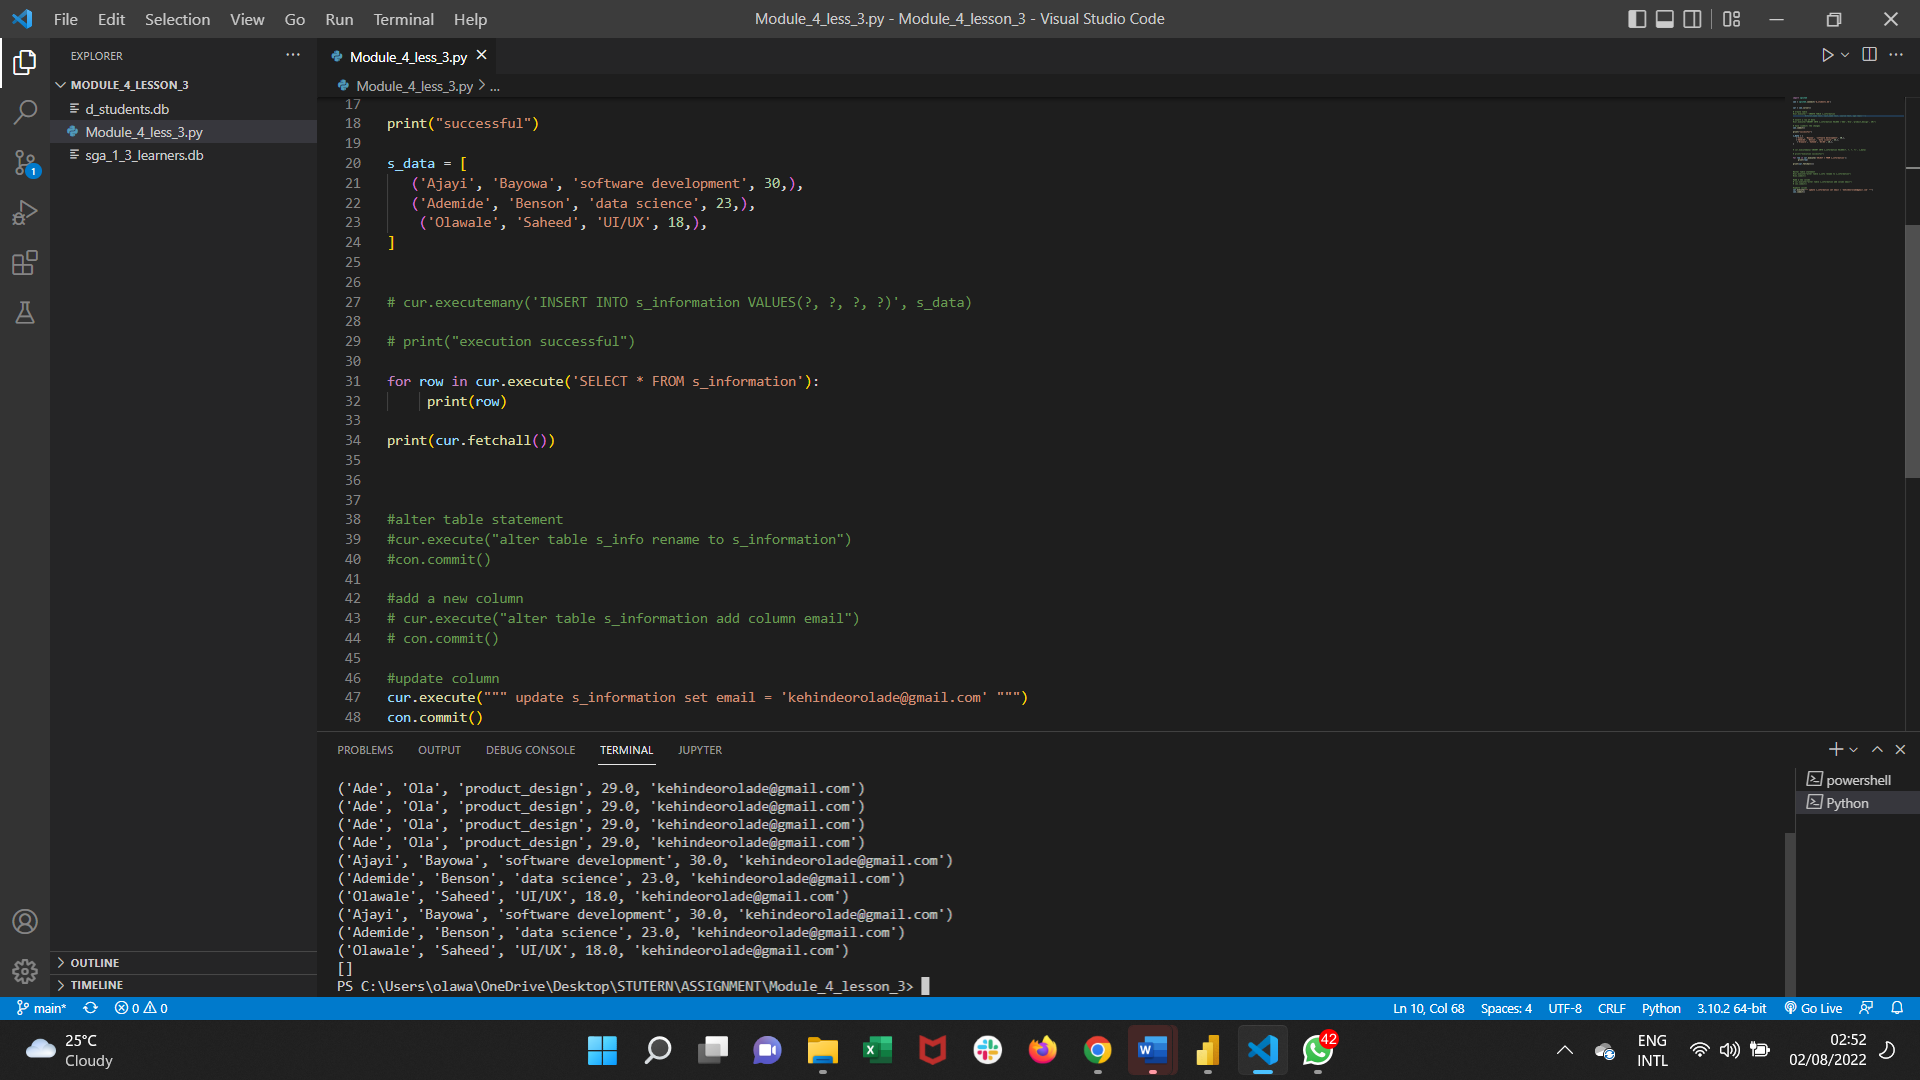 File Edit Selection View Go Run Terminal Help
Module_4_less_3.py - Module_4_lesson_3 - Visual Studio Code
EXPLORER
MODULE_4_LESSON_3
d_students.db
Module_4_less_3.py
sga_1_3_learners.db
1
OUTLINE
TIMELINE
Module_4_less_3.py
Module_4_less_3.py > ...
17
18 print("successful")
19
20 s_data = [
21 ('Ajayi', 'Bayowa', 'software development', 30,),
22 ('Ademide', 'Benson', 'data science', 23,),
23 ('Olawale', 'Saheed', 'UI/UX', 18,),
24 ]
25
26
27 # cur.executemany('INSERT INTO s_information VALUES(?, ?, ?, ?)', s_data)
28
29 # print("execution successful")
30
31 for row in cur.execute('SELECT * FROM s_information'):
32 print(row)
33
34 print(cur.fetchall())
35
36
37
38 #alter table statement
39 #cur.execute("alter table s_info rename to s_information")
40 #con.commit()
41
42 #add a new column
43 # cur.execute("alter table s_information add column email")
44 # con.commit()
45
46 #update column
47 cur.execute(""" update s_information set email = 'kehindeorolade@gmail.com' """)
48 con.commit()
PROBLEMS OUTPUT DEBUG CONSOLE TERMINAL JUPYTER
('Ade', 'Ola', 'product_design', 29.0, 'kehindeorolade@gmail.com')
('Ade', 'Ola', 'product_design', 29.0, 'kehindeorolade@gmail.com')
('Ade', 'Ola', 'product_design', 29.0, 'kehindeorolade@gmail.com')
('Ade', 'Ola', 'product_design', 29.0, 'kehindeorolade@gmail.com')
('Ajayi', 'Bayowa', 'software development', 30.0, 'kehindeorolade@gmail.com')
('Ademide', 'Benson', 'data science', 23.0, 'kehindeorolade@gmail.com')
('Olawale', 'Saheed', 'UI/UX', 18.0, 'kehindeorolade@gmail.com')
('Ajayi', 'Bayowa', 'software development', 30.0, 'kehindeorolade@gmail.com')
('Ademide', 'Benson', 'data science', 23.0, 'kehindeorolade@gmail.com')
('Olawale', 'Saheed', 'UI/UX', 18.0, 'kehindeorolade@gmail.com')
[]
PS C:\Users\olawa\OneDrive\Desktop\STUTERN\ASSIGNMENT\Module_4_lesson_3>
powershell
Python
main* 0 0
Ln 10, Col 68 Spaces: 4 UTF-8 CRLF Python 3.10.2 64-bit Go Live
25°C
Cloudy
42
ENG
INTL
02:52
02/08/2022